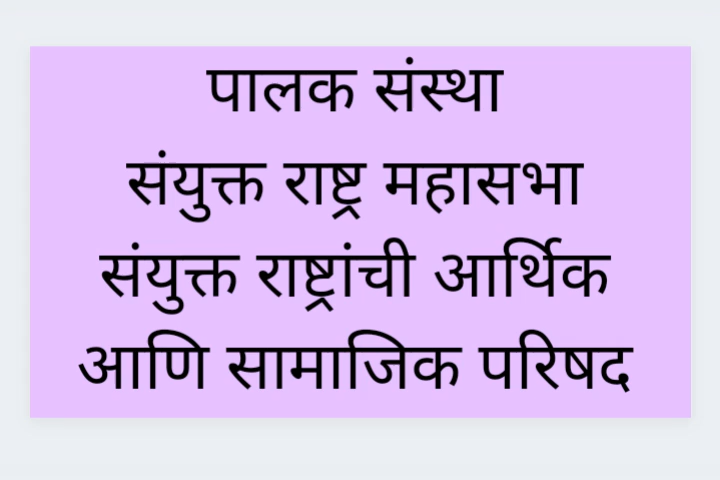 पालक संस्था
संयुक्त राष्ट्र महासभा
संयुक्त राष्ट्रांची आर्थिक
आणि सामाजिक परिषद